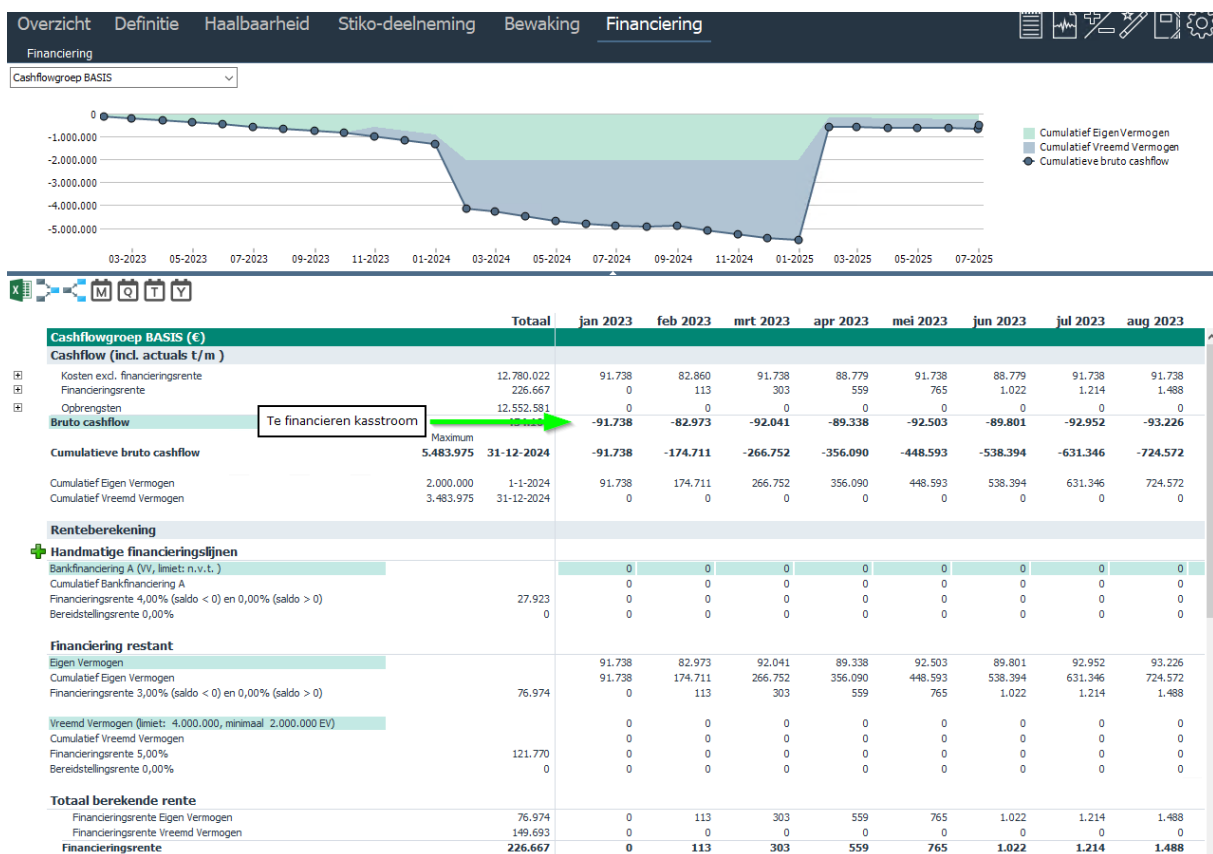 Overzicht Definitie Haalbaarheid Stiko-deelneming Bewaking Financiering
Financiering
Cashflowgroep BASIS
0
-1.000.000
-2.000.000
-3.000.000
-4.000.000
-5.000.000
03-2023 05-2023 07-2023 09-2023 11-2023 01-2024 03-2024 05-2024 07-2024 09-2024 11-2024 01-2025 03-2025 05-2025 07-2025
Cumulatief Eigen Vermogen
Cumulatief Vreemd Vermogen
Cumulatieve bruto cashflow
M Q T Y
Totaal jan 2023 feb 2023 mrt 2023 apr 2023 mei 2023 jun 2023 jul 2023 aug 2023
Cashflowgroep BASIS (€)
Cashflow (incl. actuals t/m )
Kosten excl. financieringsrente 12.780.022 91.738 82.860 91.738 88.779 91.738 88.779 91.738 91.738
Financieringsrente 226.667 0 113 303 559 765 1.022 1.214 1.488
Opbrengsten 12.552.581 0 0 0 0 0 0 0 0
Te financieren kasstroom
Bruto cashflow -91.738 -82.973 -92.041 -89.338 -92.503 -89.801 -92.952 -93.226
Maximum
Cumulatieve bruto cashflow 5.483.975 31-12-2024 -91.738 -174.711 -266.752 -356.090 -448.593 -538.394 -631.346 -724.572
Cumulatief Eigen Vermogen 2.000.000 1-1-2024 91.738 174.711 266.752 356.090 448.593 538.394 631.346 724.572
Cumulatief Vreemd Vermogen 3.483.975 31-12-2024 0 0 0 0 0 0 0 0
Renteberekening
Handmatige financieringslijnen
Bankfinanciering A (VV, limiet: n.v.t. ) 0 0 0 0 0 0 0 0
Cumulatief Bankfinanciering A 0 0 0 0 0 0 0 0
Financieringsrente 4,00% (saldo < 0) en 0,00% (saldo > 0) 27.923 0 0 0 0 0 0 0 0
Bereidstellingsrente 0,00% 0 0 0 0 0 0 0 0 0
Financiering restant
Eigen Vermogen 91.738 82.973 92.041 89.338 92.503 89.801 92.952 93.226
Cumulatief Eigen Vermogen 91.738 174.711 266.752 356.090 448.593 538.394 631.346 724.572
Financieringsrente 3,00% (saldo < 0) en 0,00% (saldo > 0) 76.974 0 113 303 559 765 1.022 1.214 1.488
Vreemd Vermogen (limiet: 4.000.000, minimaal 2.000.000 EV) 0 0 0 0 0 0 0 0
Cumulatief Vreemd Vermogen 0 0 0 0 0 0 0 0
Financieringsrente 5,00% 121.770 0 0 0 0 0 0 0 0
Bereidstellingsrente 0,00% 0 0 0 0 0 0 0 0 0
Totaal berekende rente
Financieringsrente Eigen Vermogen 76.974 0 113 303 559 765 1.022 1.214 1.488
Financieringsrente Vreemd Vermogen 149.693 0 0 0 0 0 0 0 0
Financieringsrente 226.667 0 113 303 559 765 1.022 1.214 1.488